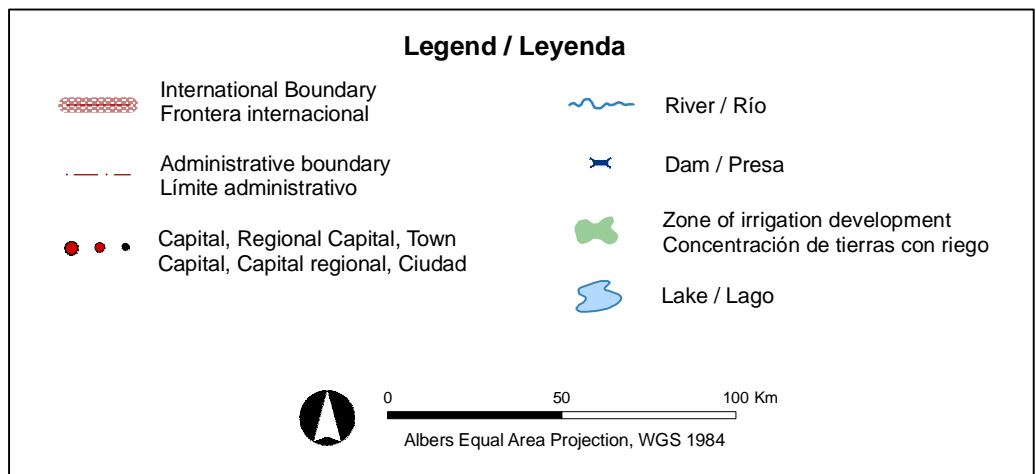 Legend / Leyenda
International Boundary
Frontera internacional
Administrative boundary
Límite administrativo
Capital, Regional Capital, Town
Capital, Capital regional, Ciudad
River / Río
Dam / Presa
Zone of irrigation development
Concentración de tierras con riego
Lake / Lago
0 50 100 Km
Albers Equal Area Projection, WGS 1984